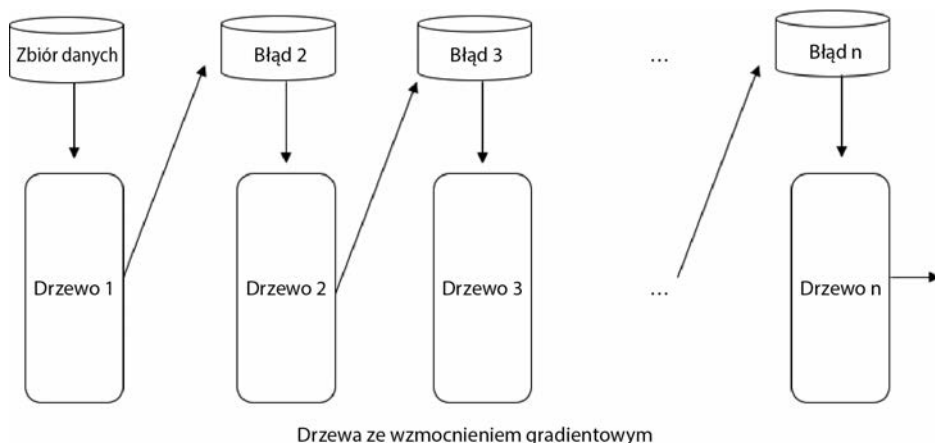 Zbiór danych
Błąd 2
Błąd 3
...
Błąd n
Drzewo 1
Drzewo 2
Drzewo 3
...
Drzewo n
Drzewa ze wzmocnieniem gradientowym